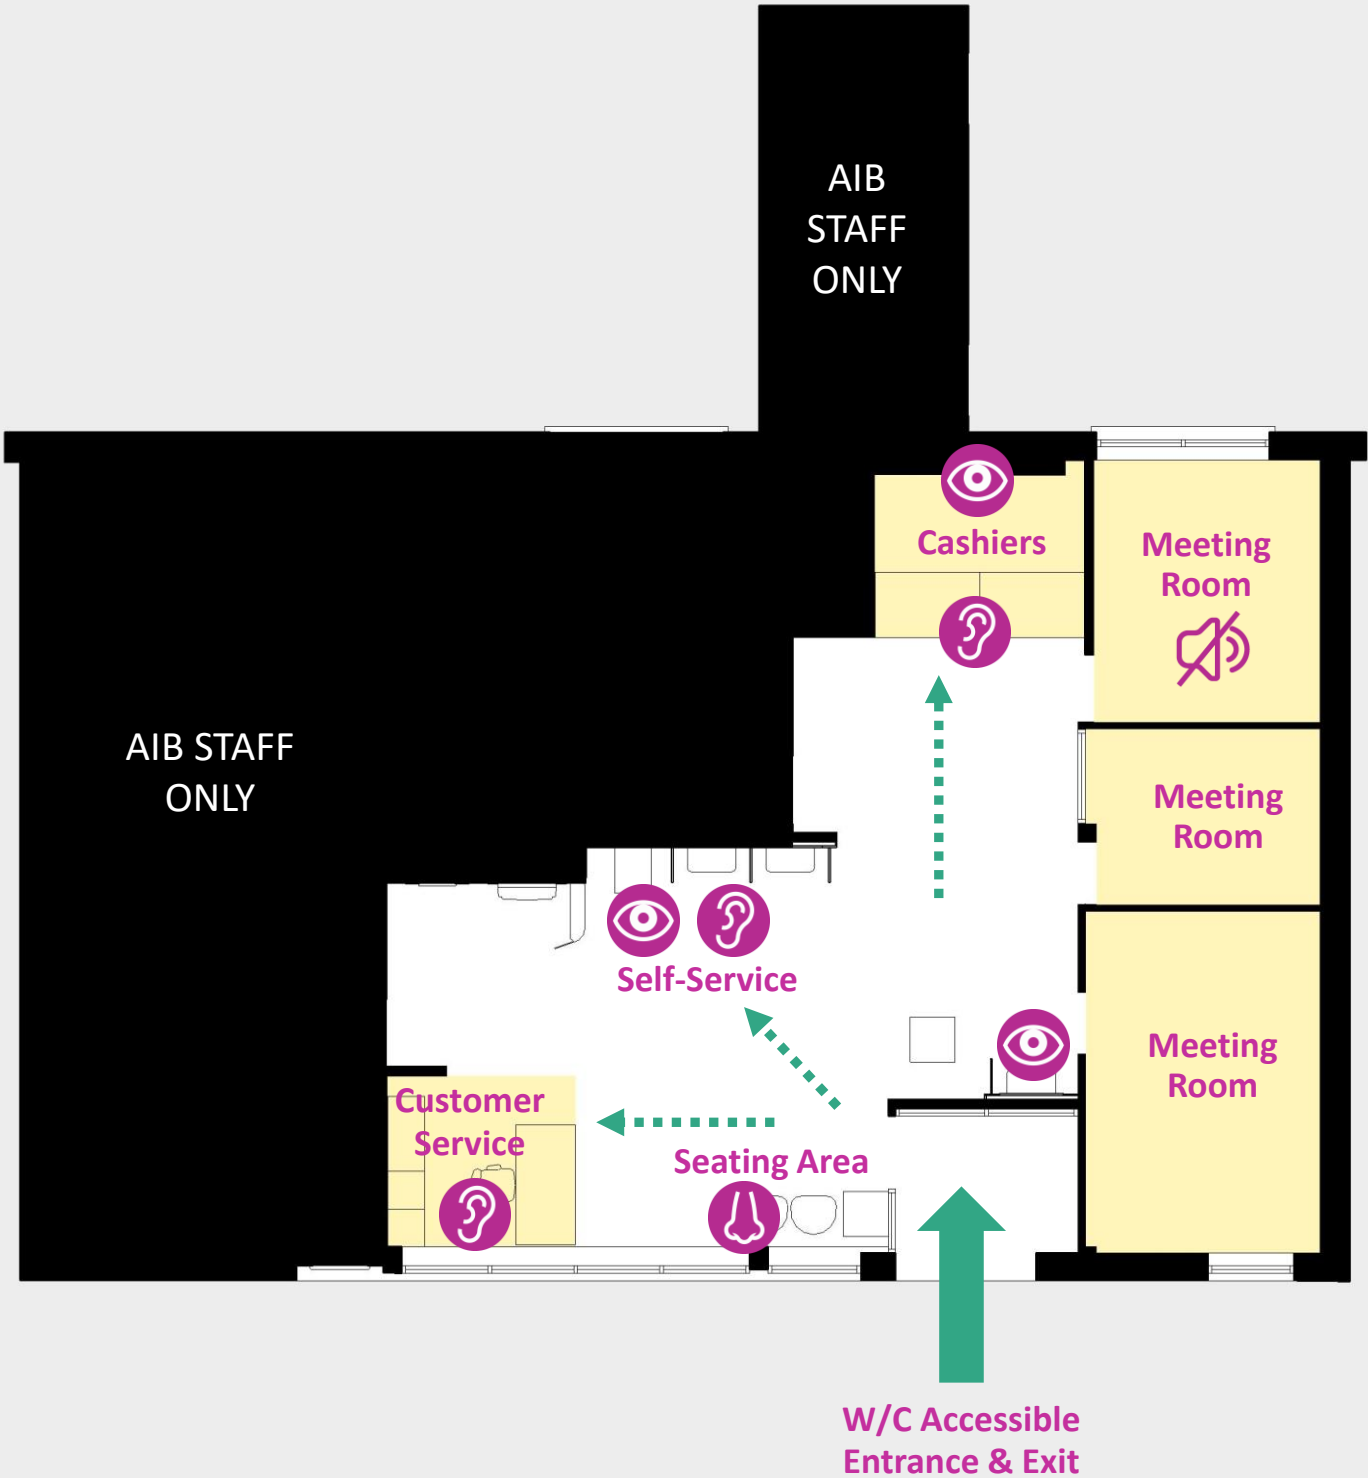 AIB
STAFF
ONLY
Cashiers
Meeting
Room
AIB STAFF
ONLY
Meeting
Room
Self-Service
Meeting
Room
Customer
Service
Seating Area
W/C Accessible
Entrance & Exit